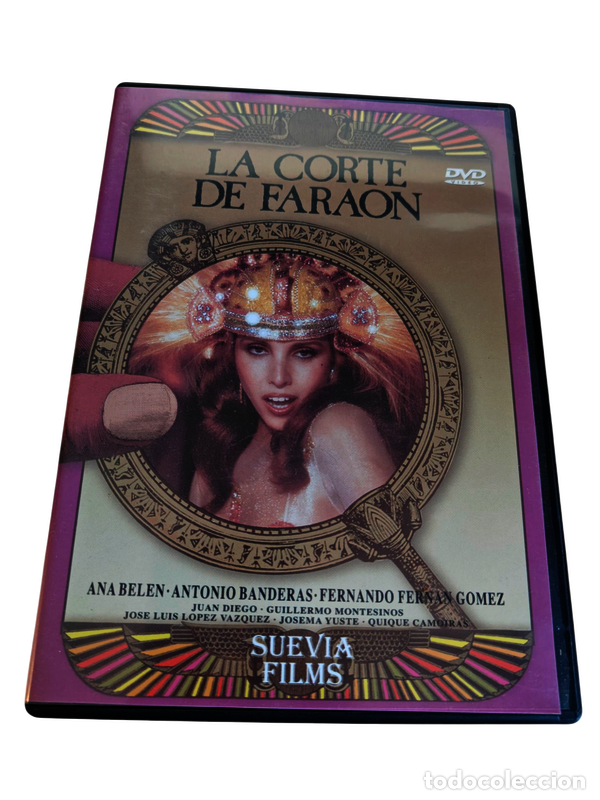 LA CORTE
DE FARAON
DVD
VIDEO
ANA BELEN · ANTONIO BANDERAS · FERNANDO FERNAN GOMEZ
JUAN DIEGO · GUILLERMO MONTESINOS
JOSE LUIS LOPEZ VAZQUEZ · JOSEMA YUSTE · QUIQUE CAMOIRAS
SUEVIA
FILMS
todocoleccion